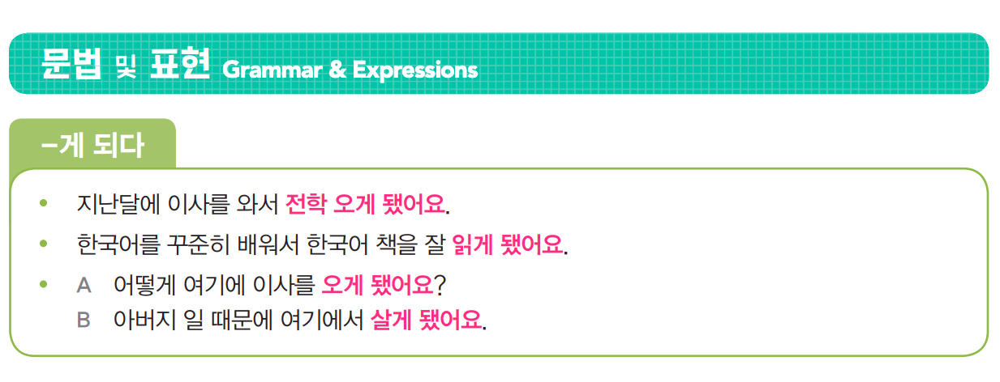 문법 및 표현 Grammar & Expressions
-게 되다
• 지난달에 이사를 와서 전학 오게 됐어요.
• 한국어를 꾸준히 배워서 한국어 책을 잘 읽게 됐어요.
• A 어떻게 여기에 이사를 오게 됐어요?
B 아버지 일 때문에 여기에서 살게 됐어요.